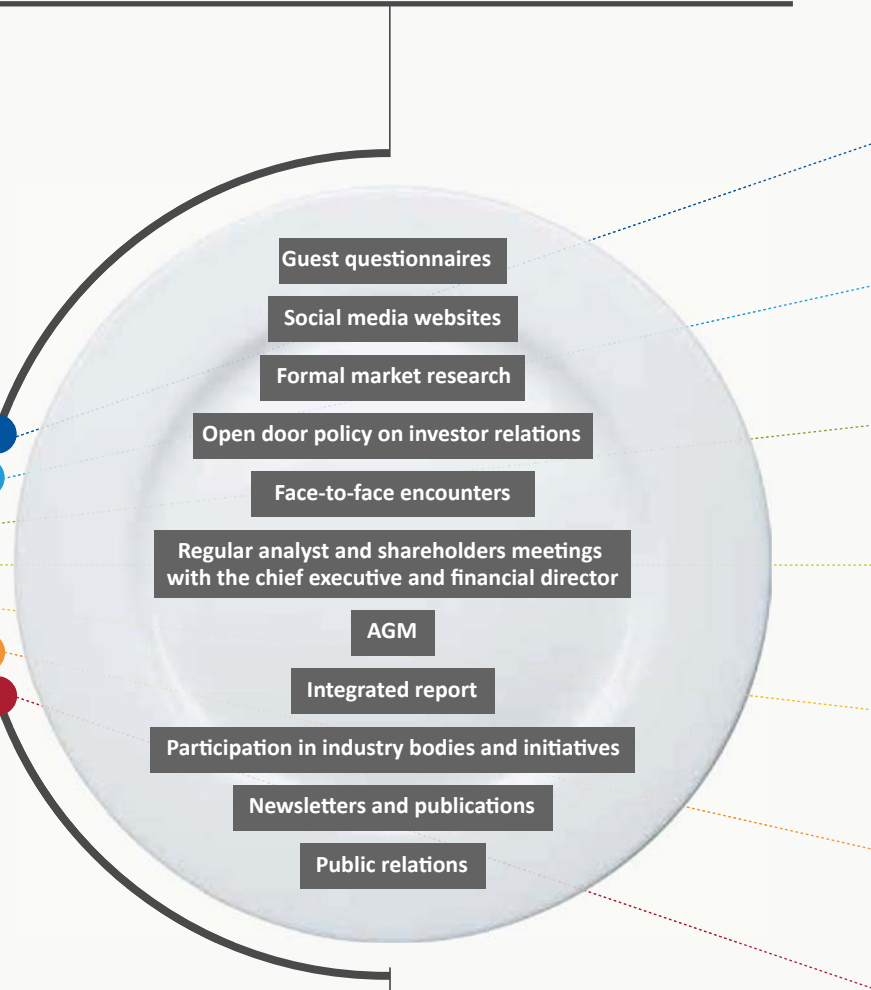 Guest questionnaires
Social media websites
Formal market research
Open door policy on investor relations
Face-to-face encounters
Regular analyst and shareholders meetings
with the chief executive and financial director
AGM
Integrated report
Participation in industry bodies and initiatives
Newsletters and publications
Public relations